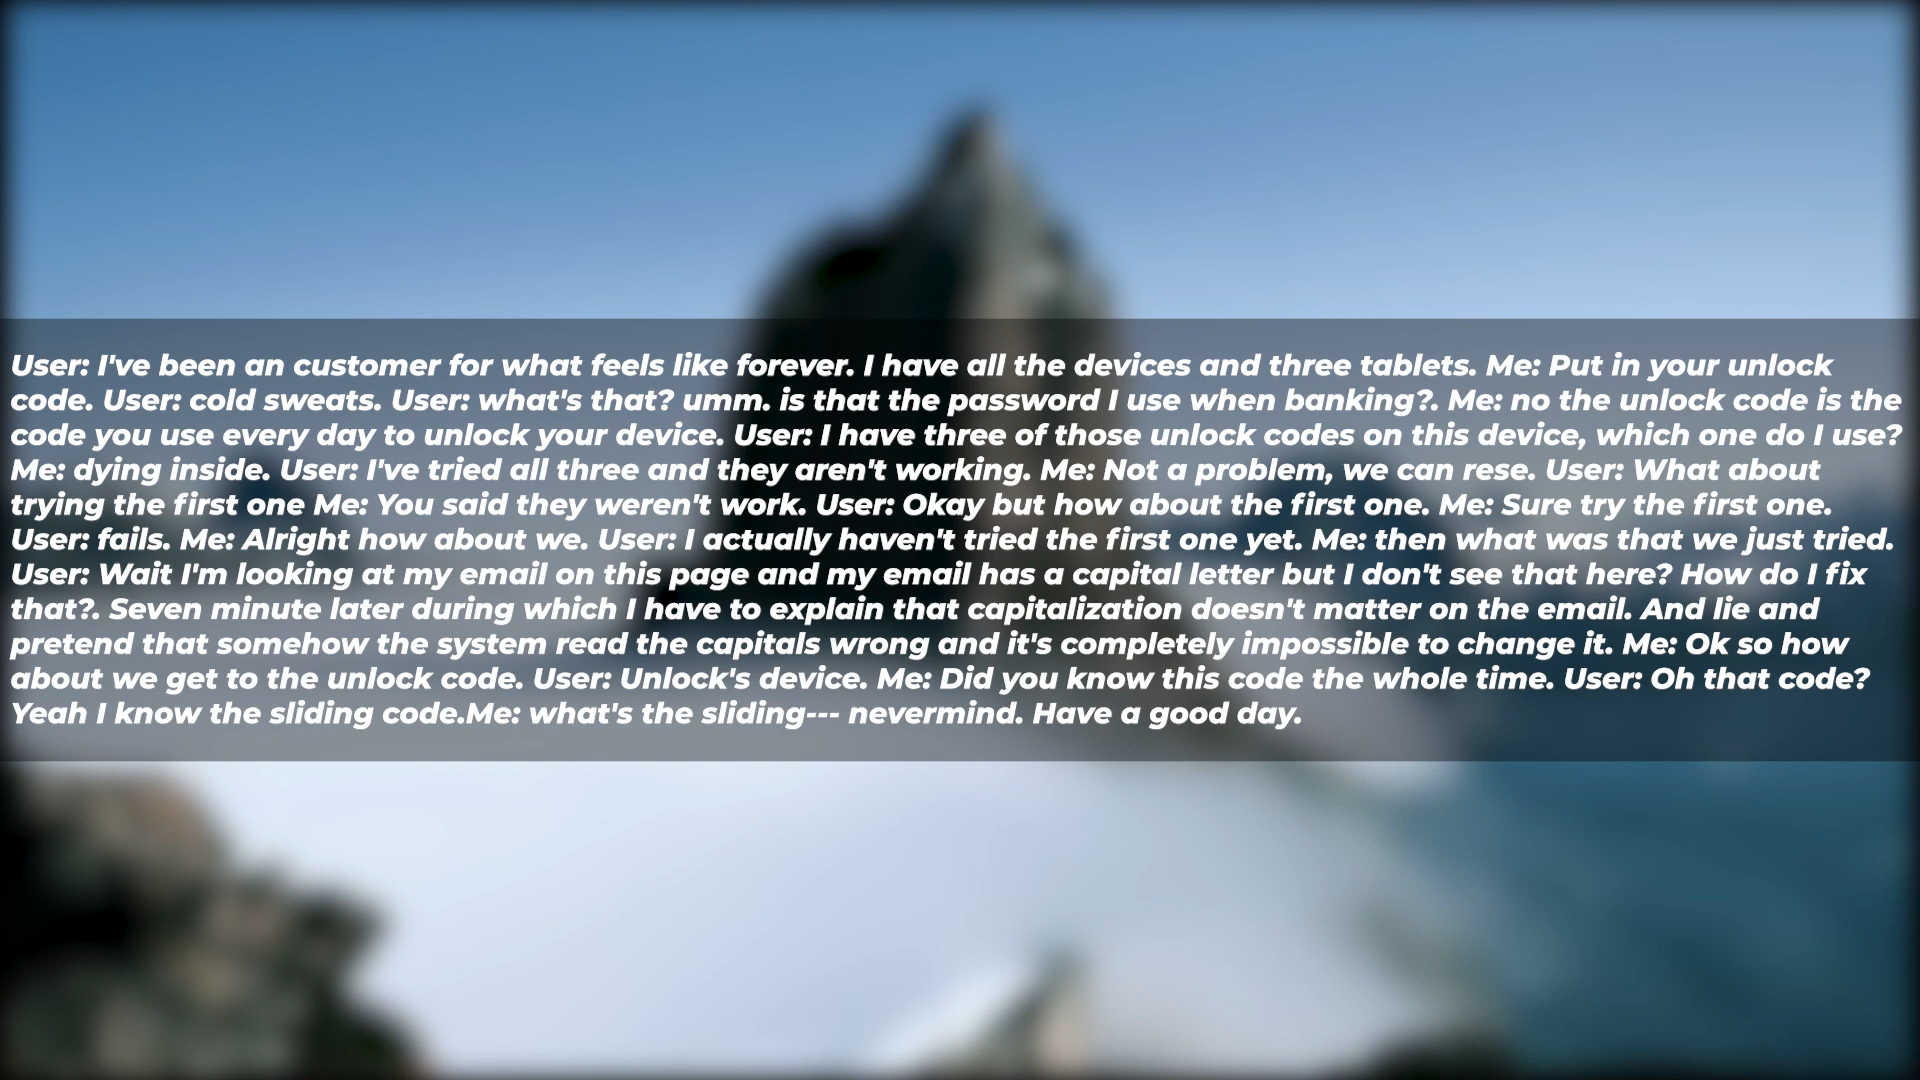 User: I've been an customer for what feels like forever. I have all the devices and three tablets. Me: Put in your unlock
code. User: cold sweats. User: what's that? umm. is that the password I use when banking?. Me: no the unlock code is the
code you use every day to unlock your device. User: I have three of those unlock codes on this device, which one do I use?
Me: dying inside. User: I've tried all three and they aren't working. Me: Not a problem, we can rese. User: What about
trying the first one Me: You said they weren't work. User: Okay but how about the first one. Me: Sure try the first one.
User: fails. Me: Alright how about we. User: I actually haven't tried the first one yet. Me: then what was that we just tried.
User: Wait I'm looking at my email on this page and my email has a capital letter but I don't see that here? How do I fix
that?. Seven minute later during which I have to explain that capitalization doesn't matter on the email. And lie and
pretend that somehow the system read the capitals wrong and it's completely impossible to change it. Me: Ok so how
about we get to the unlock code. User: Unlock's device. Me: Did you know this code the whole time. User: Oh that code?
Yeah I know the sliding code.Me: what's the sliding--- nevermind. Have a good day.